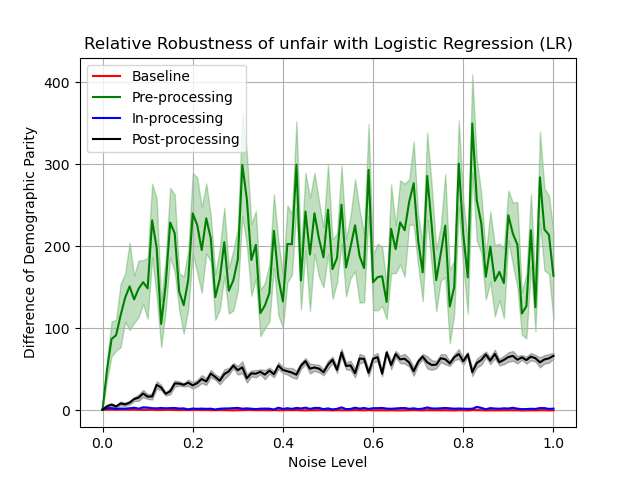 Relative Robustness of unfair with Logistic Regression (LR)
Difference of Demographic Parity
400
300
200
100
0
Baseline
Pre-processing
In-processing
Post-processing
0.0 0.2 0.4 0.6 0.8 1.0
Noise Level